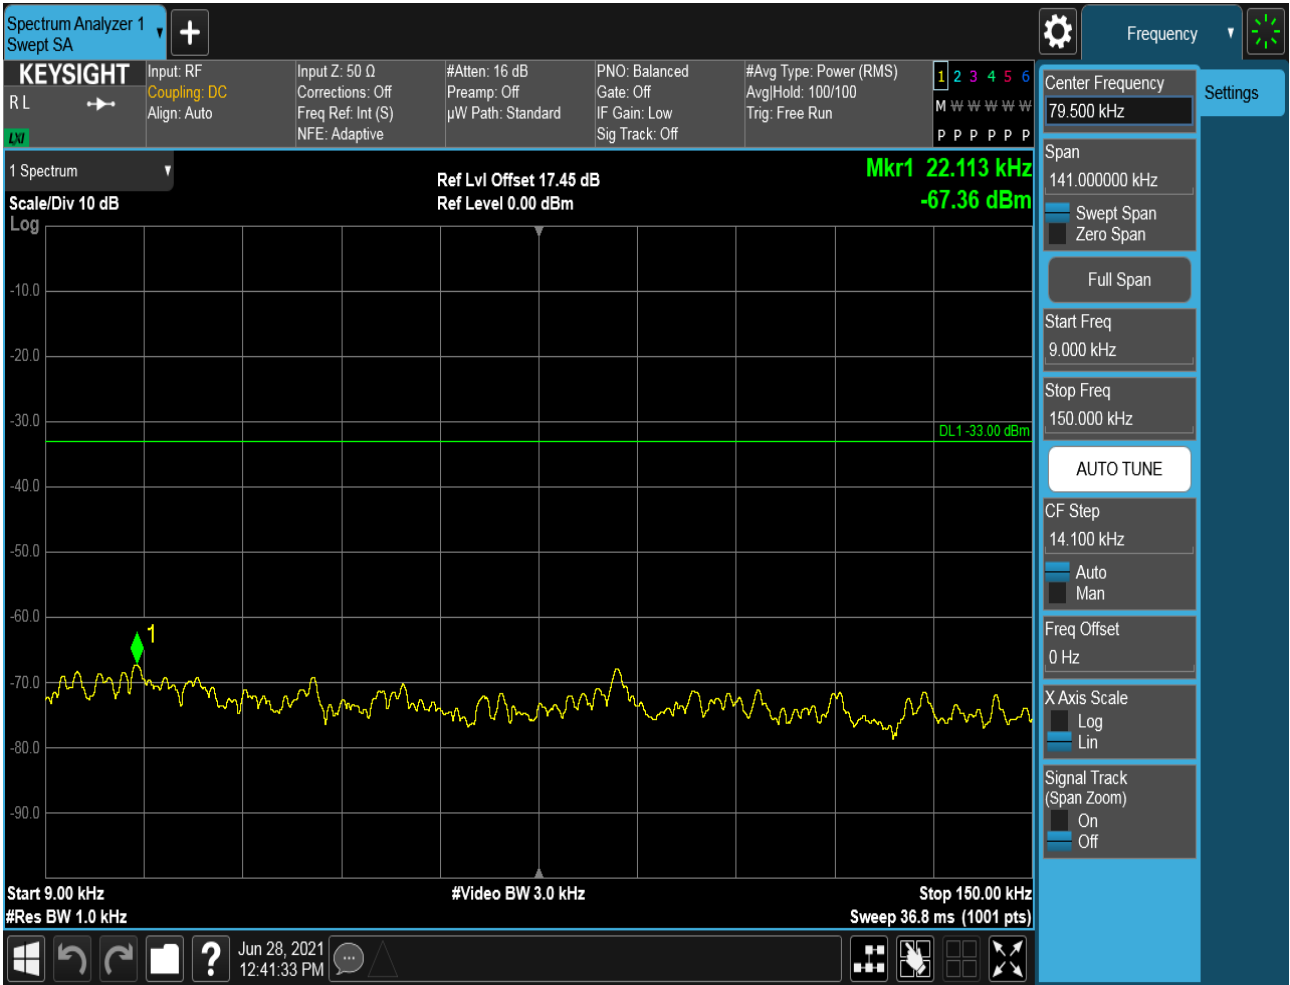 Spectrum Analyzer 1
Swept SA
Frequency
KEYSIGHT
R L
LXI
Input: RF
Coupling: DC
Align: Auto
Input Z: 50 Ω
Corrections: Off
Freq Ref: Int (S)
NFE: Adaptive
#Atten: 16 dB
Preamp: Off
µW Path: Standard
PNO: Balanced
Gate: Off
IF Gain: Low
Sig Track: Off
#Avg Type: Power (RMS)
Avg|Hold: 100/100
Trig: Free Run
1 2 3 4 5 6
M W W W W W
P P P P P P
1 Spectrum
Scale/Div 10 dB
Log
Ref Lvl Offset 17.45 dB
Ref Level 0.00 dBm
Mkr1 22.113 kHz
-67.36 dBm
-10.0
-20.0
-30.0
DL1 -33.00 dBm
-40.0
-50.0
-60.0
1
-70.0
-80.0
-90.0
Start 9.00 kHz
#Res BW 1.0 kHz
#Video BW 3.0 kHz
Stop 150.00 kHz
Sweep 36.8 ms (1001 pts)
Jun 28, 2021
12:41:33 PM
Center Frequency
79.500 kHz
Settings
Span
141.000000 kHz
Swept Span
Zero Span
Full Span
Start Freq
9.000 kHz
Stop Freq
150.000 kHz
AUTO TUNE
CF Step
14.100 kHz
Auto
Man
Freq Offset
0 Hz
X Axis Scale
Log
Lin
Signal Track
(Span Zoom)
On
Off